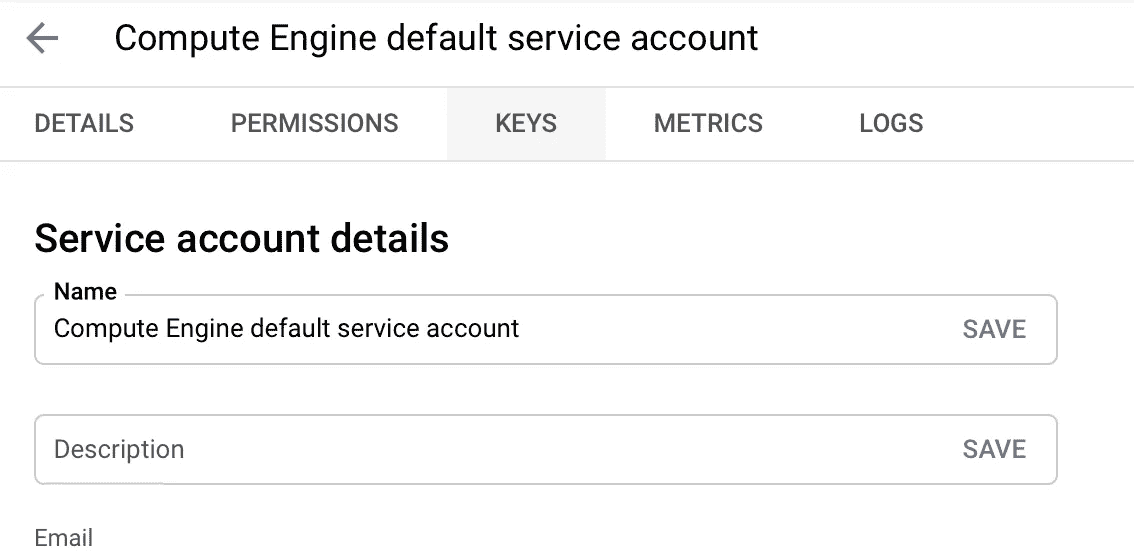 Compute Engine default service account
DETAILS PERMISSIONS KEYS METRICS LOGS
Service account details
Name
Compute Engine default service account SAVE
Description SAVE
Email